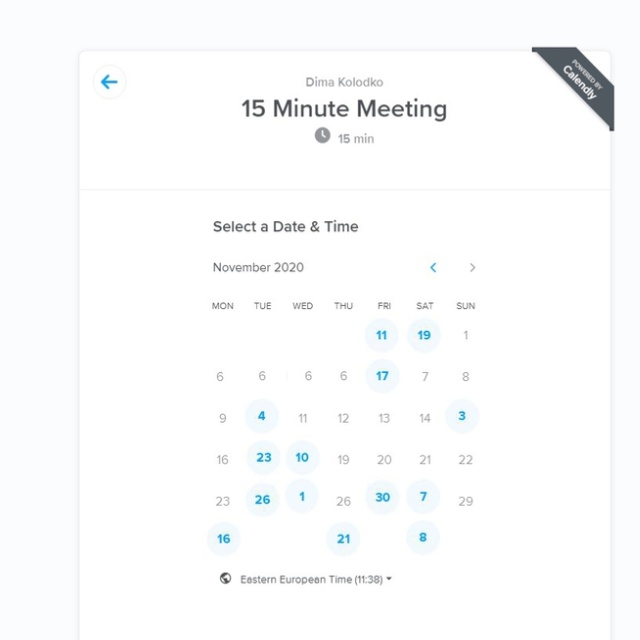 POWERED BY
Calendly
Dima Kolodko
15 Minute Meeting
15 min
Select a Date & Time
November 2020
MON TUE WED THU FRI SAT SUN
11 19 1
6 6 6 6 17 7 8
9 4 11 12 13 14 3
16 23 10 19 20 21 22
23 26 1 26 30 7 29
16 21 8
Eastern European Time (11:38)